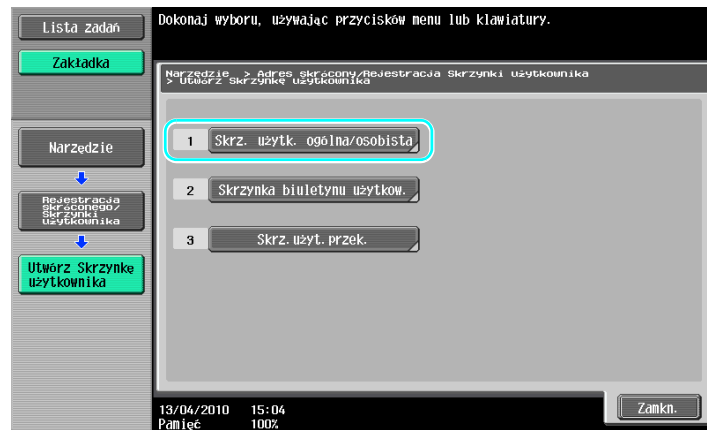 Lista zadań
Zakładka
Dokonaj wyboru, używając przycisków menu lub klawiatury.
Narzędzie > Adres skrócony/Rejestracja Skrzynki użytkownika
> Utwórz Skrzynkę użytkownika
Narzędzie
Rejestracja
skróconego/
Skrzynki
użytkownika
Utwórz Skrzynkę
użytkownika
1 Skrz. użytk. ogólna/osobista
2 Skrzynka biuletynu użytkow.
3 Skrz.użyt.przek.
13/04/2010 15:04
Pamięć 100%
Zamkn.